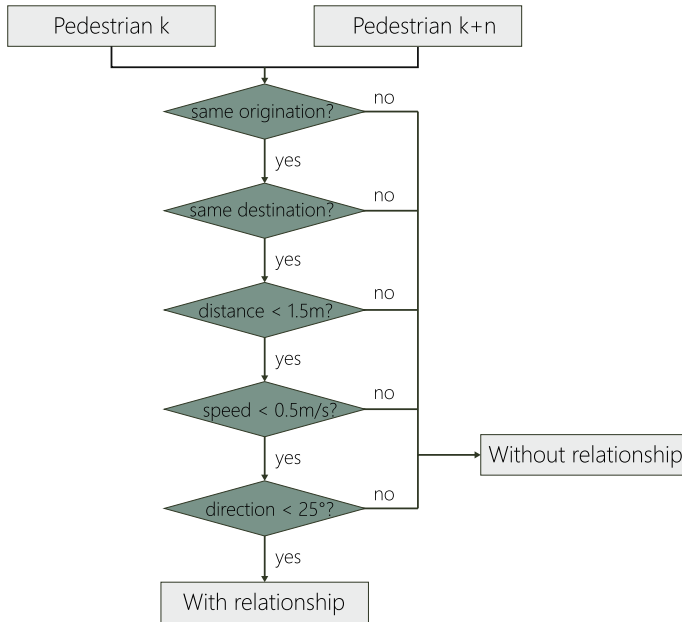 Pedestrian k
Pedestrian k+n
same origination?
no
yes
same destination?
no
yes
distance < 1.5m?
no
yes
speed < 0.5m/s?
no
yes
Without relationship
direction < 25°?
no
yes
With relationship